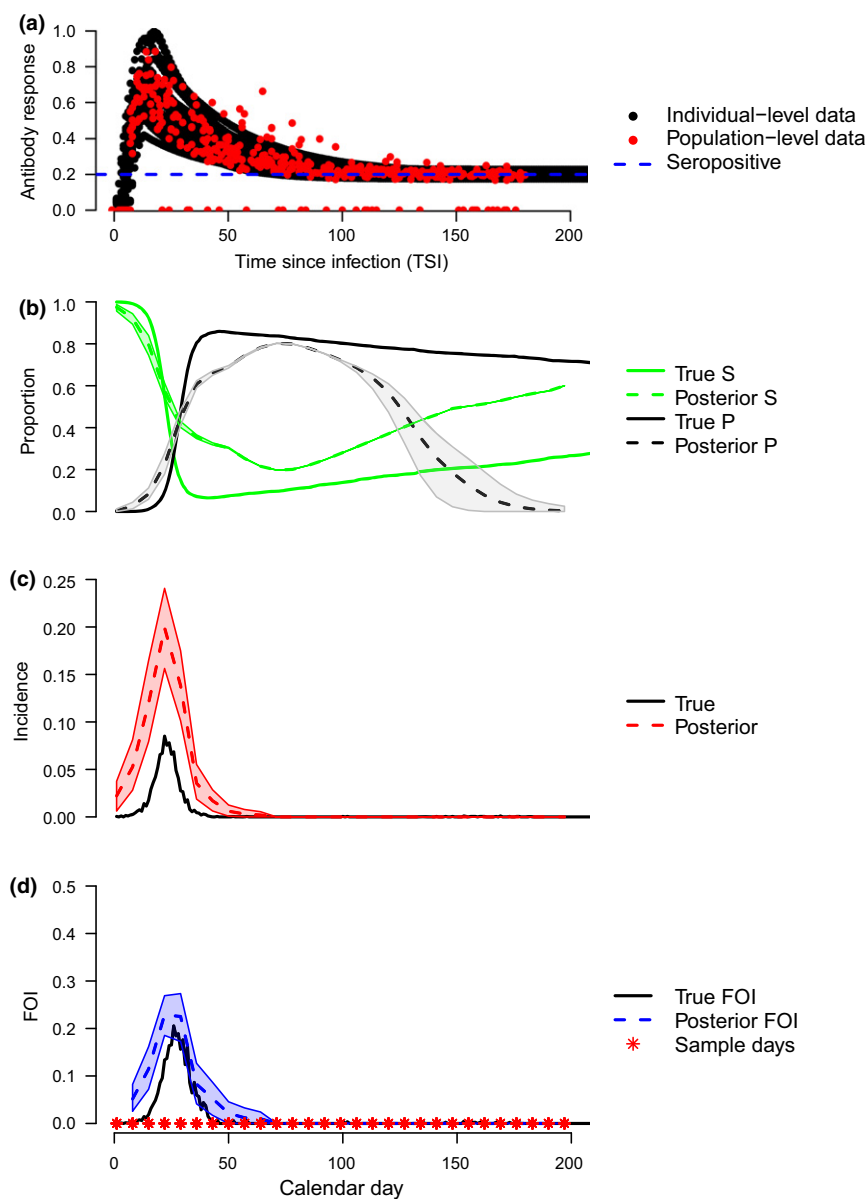 (a)
Antibody response
1.0
0.8
0.6
0.4
0.2
0.0
0 50 100 150 200
Time since infection (TSI)
Individual−level data
Population−level data
Seropositive
(b)
Proportion
1.0
0.8
0.6
0.4
0.2
0.0
True S
Posterior S
True P
Posterior P
(c)
Incidence
0.25
0.20
0.15
0.10
0.05
0.00
True
Posterior
(d)
FOI
0.5
0.4
0.3
0.2
0.1
0.0
True FOI
Posterior FOI
Sample days
0 50 100 150 200
Calendar day